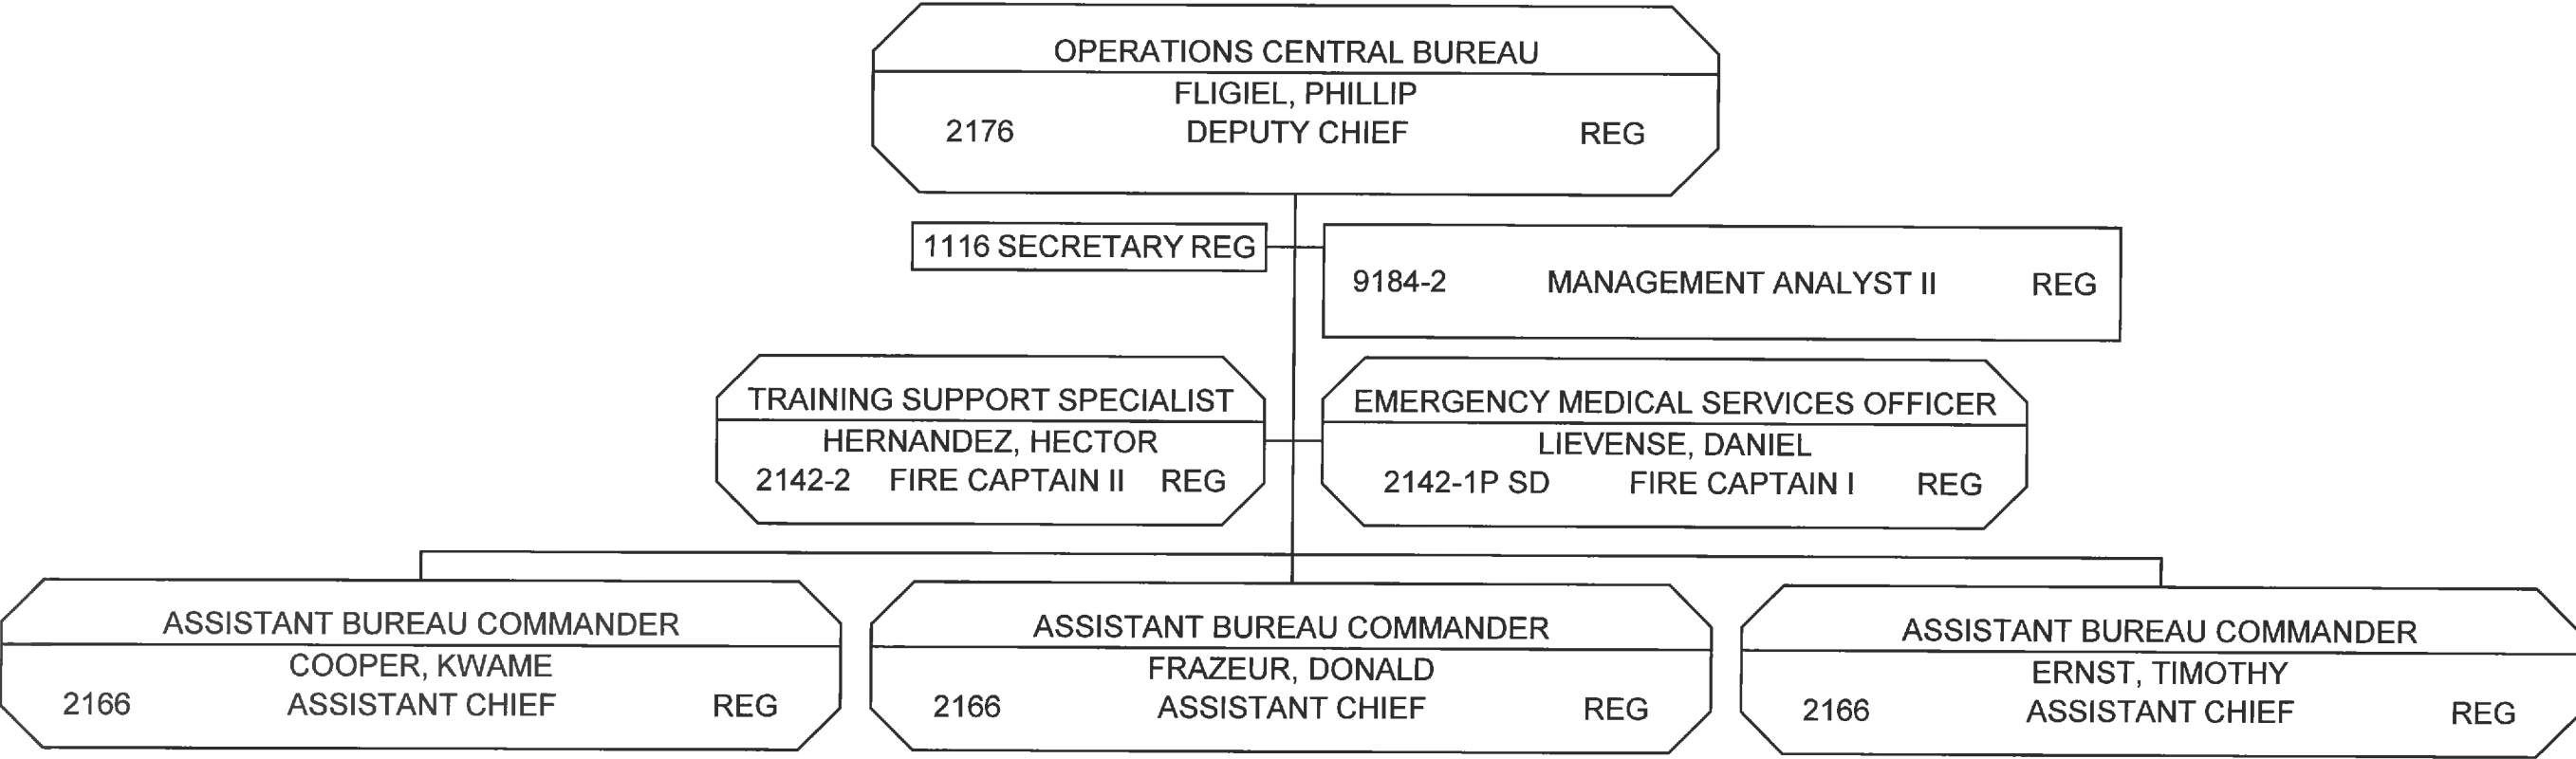 OPERATIONS CENTRAL BUREAU
FLIGIEL, PHILLIP
2176 DEPUTY CHIEF REG
1116 SECRETARY REG
9184-2 MANAGEMENT ANALYST II REG
TRAINING SUPPORT SPECIALIST
HERNANDEZ, HECTOR
2142-2 FIRE CAPTAIN II REG
EMERGENCY MEDICAL SERVICES OFFICER
LIEVENSE, DANIEL
2142-1P SD FIRE CAPTAIN I REG
ASSISTANT BUREAU COMMANDER
COOPER, KWAME
2166 ASSISTANT CHIEF REG
ASSISTANT BUREAU COMMANDER
FRAZEUR, DONALD
2166 ASSISTANT CHIEF REG
ASSISTANT BUREAU COMMANDER
ERNST, TIMOTHY
2166 ASSISTANT CHIEF REG